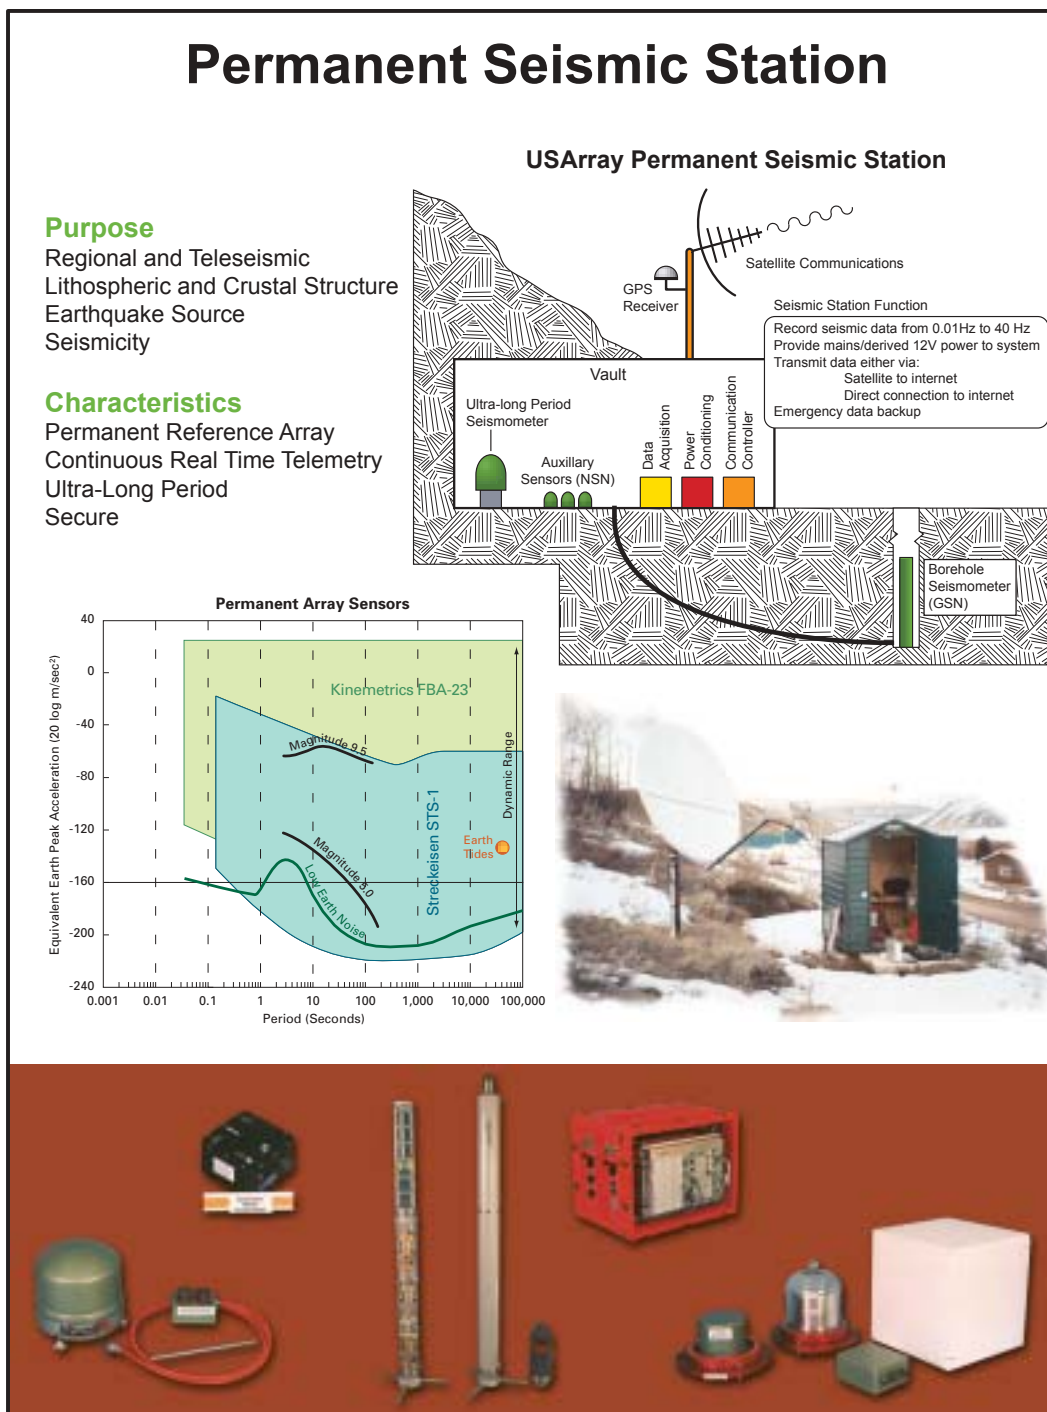 Permanent Seismic Station
USArray Permanent Seismic Station
Purpose
Regional and Teleseismic
Lithospheric and Crustal Structure
Earthquake Source
Seismicity
Characteristics
Permanent Reference Array
Continuous Real Time Telemetry
Ultra-Long Period
Secure
Satellite Communications
GPS
Receiver
Seismic Station Function
Record seismic data from 0.01Hz to 40 Hz
Provide mains/derived 12V power to system
Transmit data either via:
Satellite to internet
Direct connection to internet
Emergency data backup
Vault
Ultra-long Period
Seismometer
Auxillary
Sensors (NSN)
Data
Acquisition
Power
Conditioning
Communication
Controller
Borehole
Seismometer
(GSN)
Permanent Array Sensors
Equivalent Earth Peak Acceleration (20 log m/sec²)
40
0
-40
-80
-120
-160
-200
-240
Kinemetrics FBA-23
Magnitude 9.5
Dynamic Range
Streckeisen STS-1
Earth
Tides
Magnitude 5.0
Low Earth Noise
0.001
0.01
0.1
1
10
100
1,000
10,000
100,000
Period (Seconds)